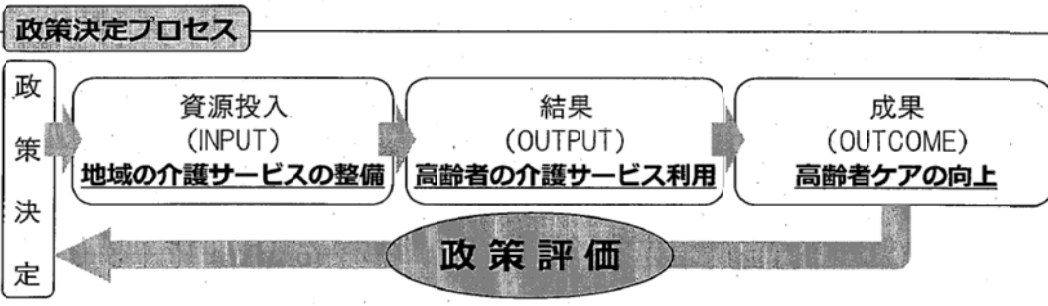 政策決定プロセス
政策決定
資源投入
(INPUT)
地域の介護サービスの整備
結果
(OUTPUT)
高齢者の介護サービス利用
成果
(OUTCOME)
高齢者ケアの向上
政策評価